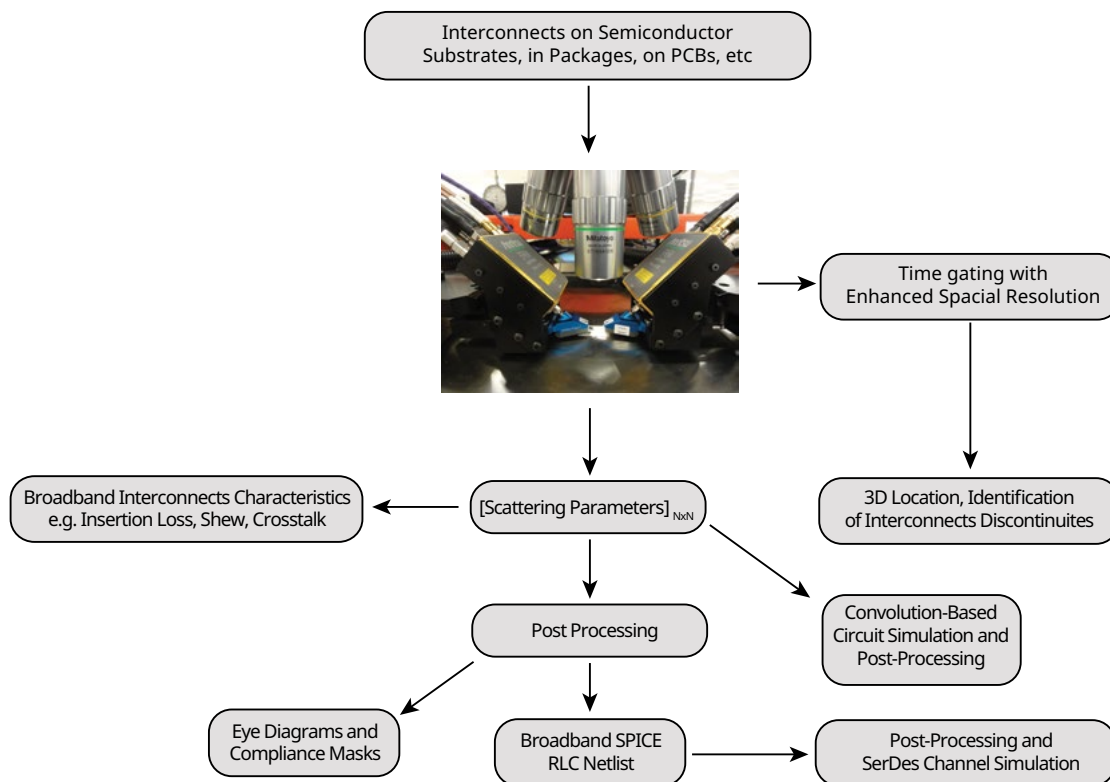 Interconnects on Semiconductor
Substrates, in Packages, on PCBs, etc
Mitutoyo
Time gating with
Enhanced Spacial Resolution
Broadband Interconnects Characteristics
e.g. Insertion Loss, Shew, Crosstalk
[Scattering Parameters] NxN
3D Location, Identification
of Interconnects Discontinuites
Post Processing
Convolution-Based
Circuit Simulation and
Post-Processing
Eye Diagrams and
Compliance Masks
Broadband SPICE
RLC Netlist
Post-Processing and
SerDes Channel Simulation